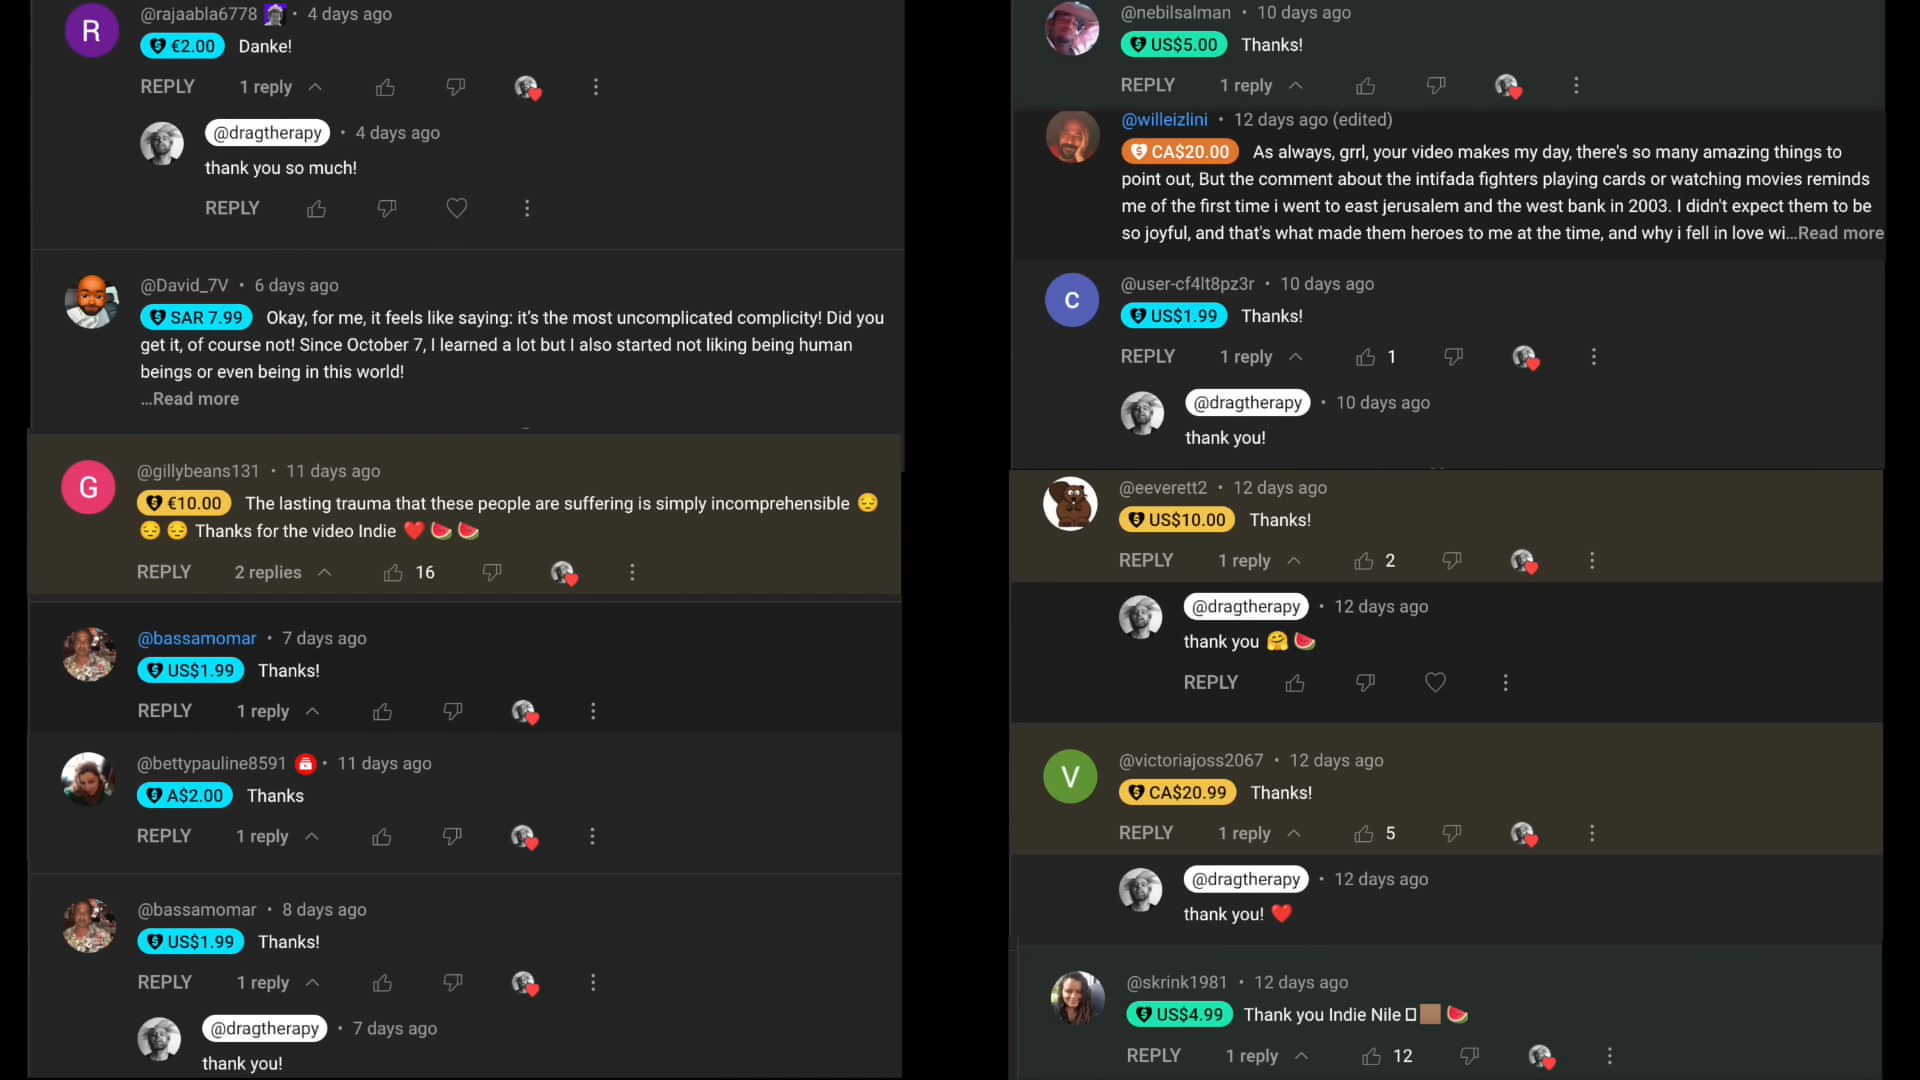 R
@rajaabla6778 • 4 days ago
€2.00 Danke!
REPLY 1 reply
@dragtherapy • 4 days ago
thank you so much!
REPLY
@David_7V • 6 days ago
SAR 7.99 Okay, for me, it feels like saying: it's the most uncomplicated complicity! Did you
get it, of course not! Since October 7, I learned a lot but I also started not liking being human
beings or even being in this world!
...Read more
G
@gillybeans131 • 11 days ago
€10.00 The lasting trauma that these people are suffering is simply incomprehensible 😔
😔 😔 Thanks for the video Indie ❤️ 🍉 🍉
REPLY 2 replies 16
@bassamomar • 7 days ago
US$1.99 Thanks!
REPLY 1 reply
@bettypauline8591 • 11 days ago
A$2.00 Thanks
REPLY 1 reply
@bassamomar • 8 days ago
US$1.99 Thanks!
REPLY 1 reply
@dragtherapy • 7 days ago
thank you!
@nebilsalman • 10 days ago
US$5.00 Thanks!
REPLY 1 reply
@willeizlini • 12 days ago (edited)
CA$20.00 As always, grrl, your video makes my day, there's so many amazing things to
point out, But the comment about the intifada fighters playing cards or watching movies reminds
me of the first time i went to east jerusalem and the west bank in 2003. I didn't expect them to be
so joyful, and that's what made them heroes to me at the time, and why i fell in love wi...Read more
C
@user-cf4lt8pz3r • 10 days ago
US$1.99 Thanks!
REPLY 1 reply 1
@dragtherapy • 10 days ago
thank you!
@eeverett2 • 12 days ago
US$10.00 Thanks!
REPLY 1 reply 2
@dragtherapy • 12 days ago
thank you 🤗 🍉
REPLY
V
@victoriajoss2067 • 12 days ago
CA$20.99 Thanks!
REPLY 1 reply 5
@dragtherapy • 12 days ago
thank you! ❤️
@skrink1981 • 12 days ago
US$4.99 Thank you Indie Nile 🍉
REPLY 1 reply 12